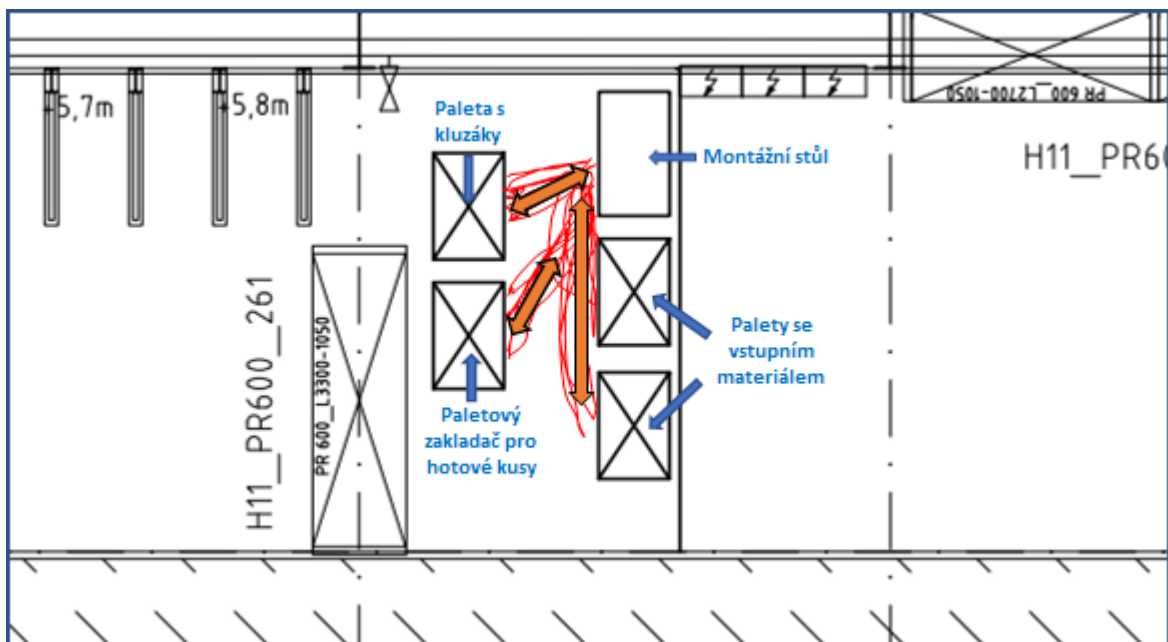 -5,7m
+5,8m
Paleta s
kluzáky
Montážní stůl
PR 600_L2700-1050
H11_PR60
H11_PR600_261
PR 600_L3300-1050
Palety se
vstupním
materiálem
Paletový
zakladač pro
hotové kusy